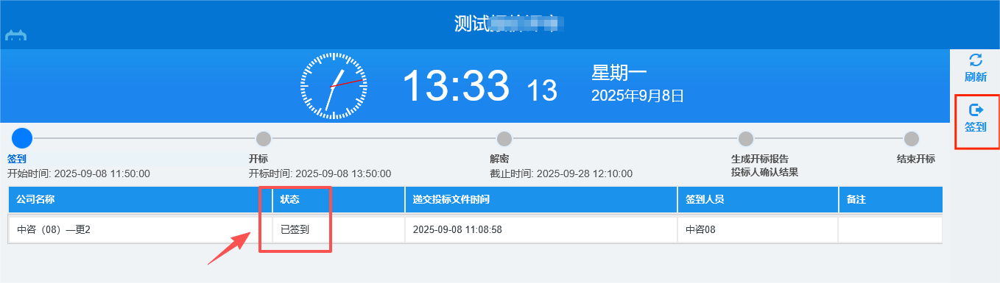 测试
13:33 13
星期一
2025年9月8日
刷新
签到
签到
开始时间: 2025-09-08 11:50:00
开标
开标时间: 2025-09-08 13:50:00
解密
截止时间: 2025-09-28 12:10:00
生成开标报告
投标人确认结果
结束开标
公司名称 状态 递交投标文件时间 签到人员 备注
中咨（08）—更2 已签到 2025-09-08 11:08:58 中咨08